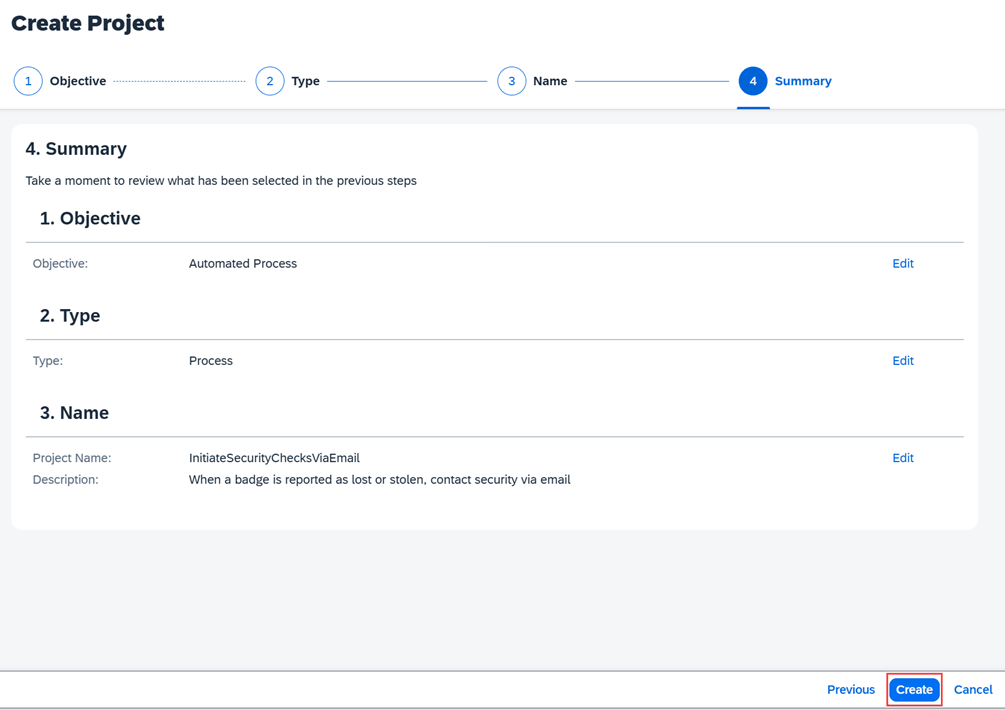 Create Project
1 Objective 2 Type 3 Name 4 Summary
4. Summary
Take a moment to review what has been selected in the previous steps
1. Objective
Objective: Automated Process Edit
2. Type
Type: Process Edit
3. Name
Project Name: InitiateSecurityChecksViaEmail Edit
Description: When a badge is reported as lost or stolen, contact security via email
Previous Create Cancel